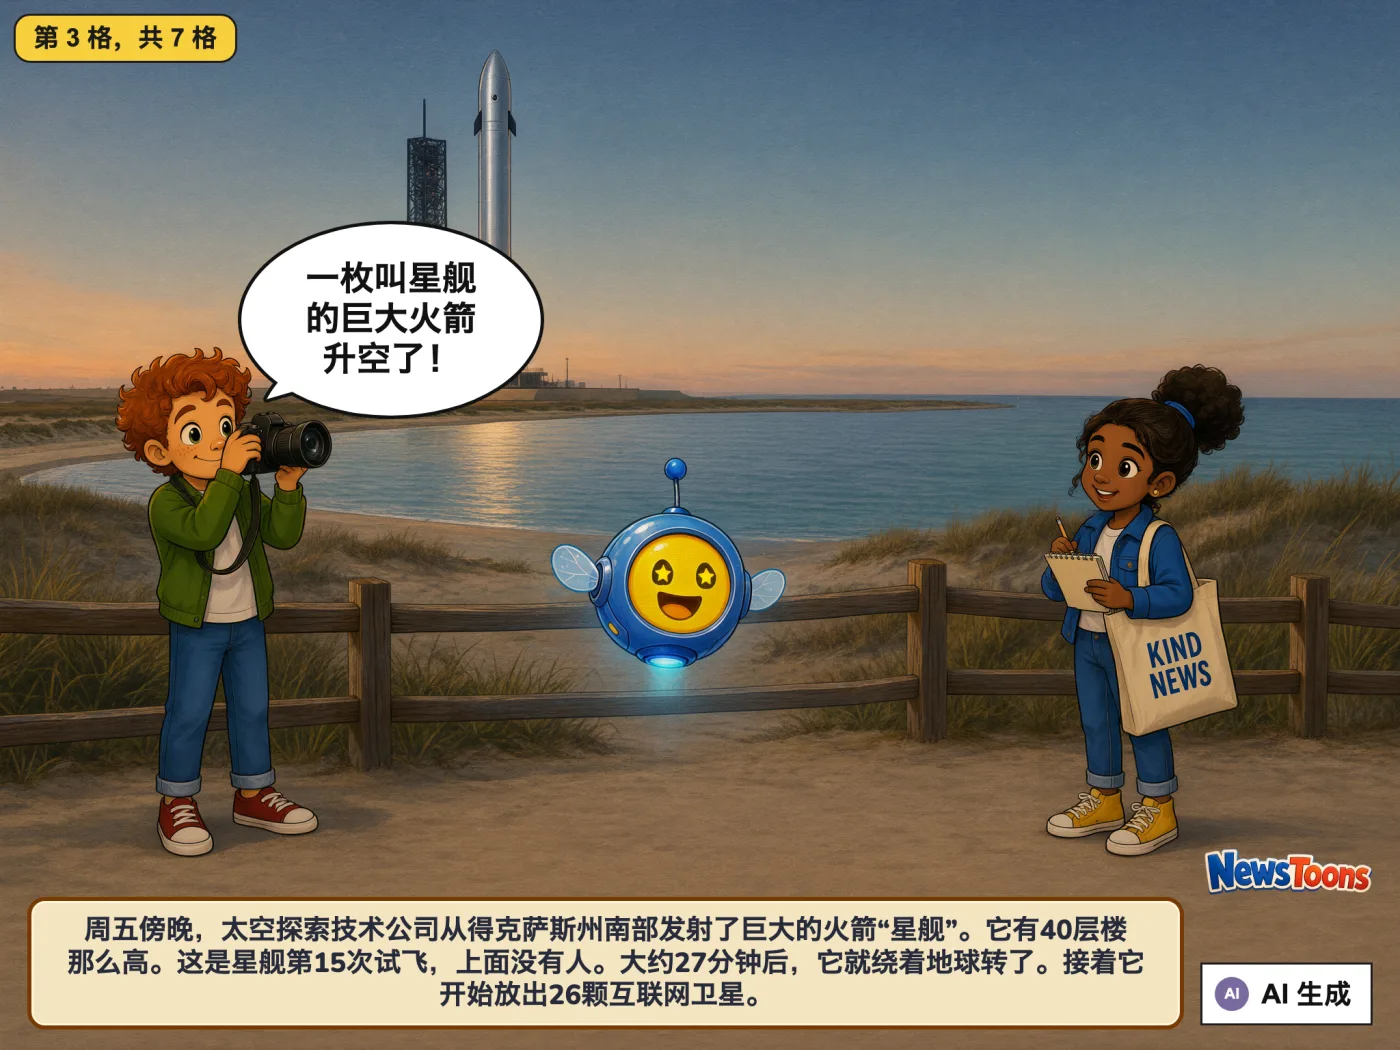 第 3 格，共 7 格
一枚叫星舰
的巨大火箭
升空了！
KIND
NEWS
NewsToons
周五傍晚，太空探索技术公司从得克萨斯州南部发射了巨大的火箭“星舰”。它有40层楼
那么高。这是星舰第15次试飞，上面没有人。大约27分钟后，它就绕着地球转了。接着它
开始放出26颗互联网卫星。
AI AI 生成